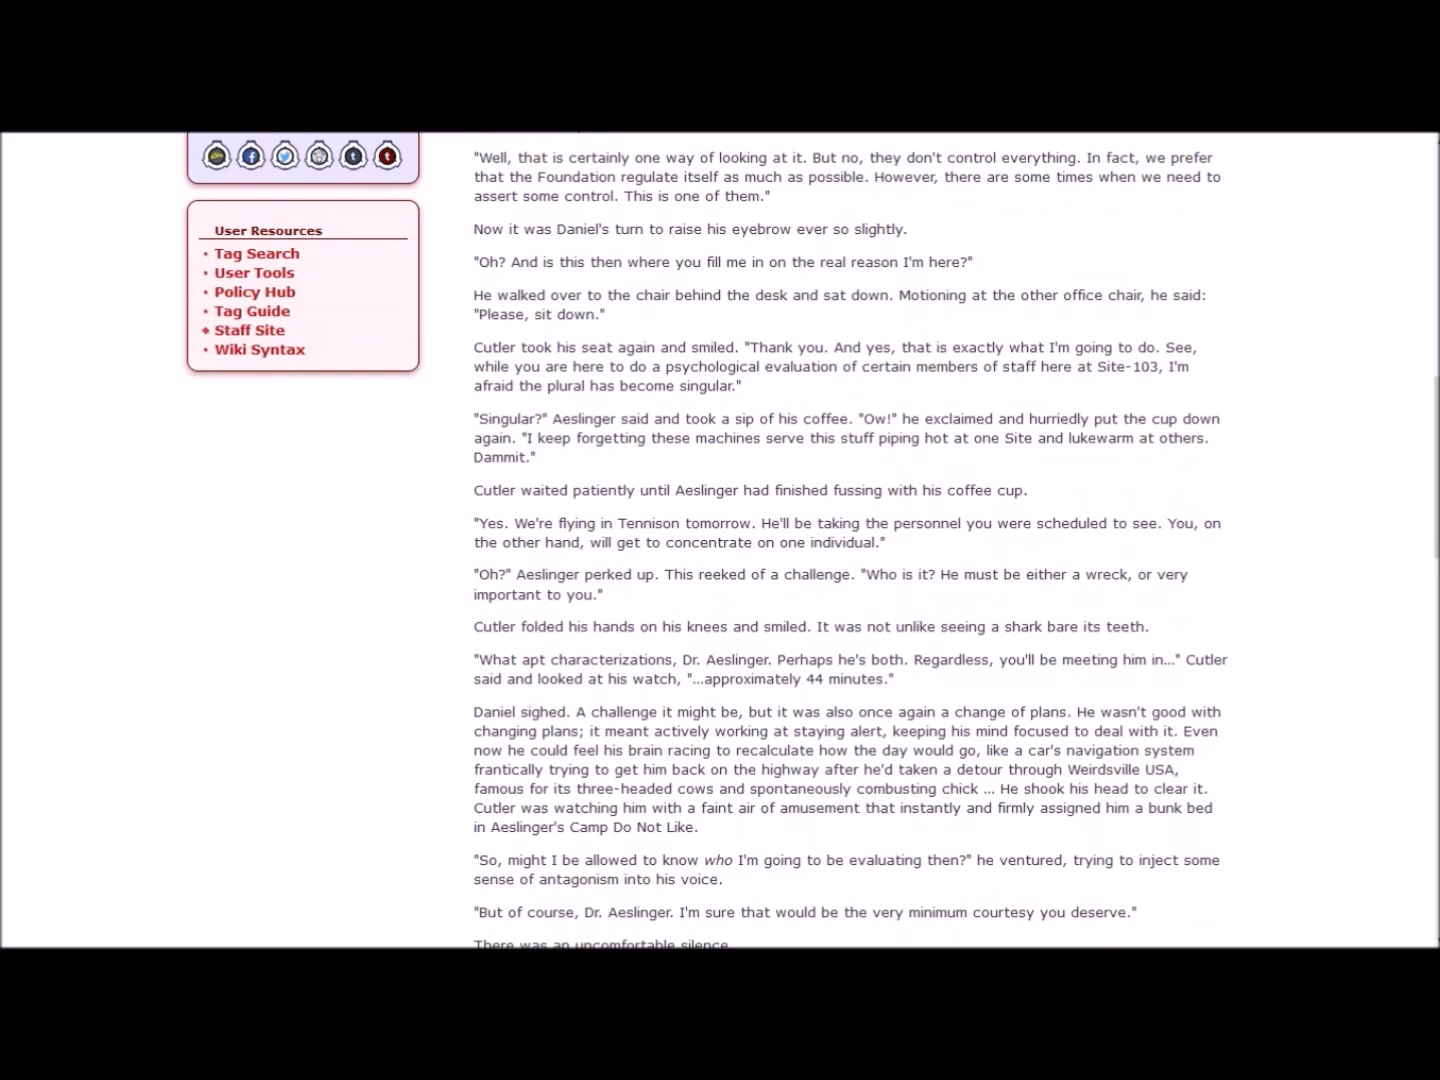 User Resources
Tag Search
User Tools
Policy Hub
Tag Guide
Staff Site
Wiki Syntax
"Well, that is certainly one way of looking at it. But no, they don't control everything. In fact, we prefer
that the Foundation regulate itself as much as possible. However, there are some times when we need to
assert some control. This is one of them."
Now it was Daniel's turn to raise his eyebrow ever so slightly.
"Oh? And is this then where you fill me in on the real reason I'm here?"
He walked over to the chair behind the desk and sat down. Motioning at the other office chair, he said:
"Please, sit down."
Cutler took his seat again and smiled. "Thank you. And yes, that is exactly what I'm going to do. See,
while you are here to do a psychological evaluation of certain members of staff here at Site-103, I'm
afraid the plural has become singular."
"Singular?" Aeslinger said and took a sip of his coffee. "Ow!" he exclaimed and hurriedly put the cup down
again. "I keep forgetting these machines serve this stuff piping hot at one Site and lukewarm at others.
Dammit."
Cutler waited patiently until Aeslinger had finished fussing with his coffee cup.
"Yes. We're flying in Tennison tomorrow. He'll be taking the personnel you were scheduled to see. You, on
the other hand, will get to concentrate on one individual."
"Oh?" Aeslinger perked up. This reeked of a challenge. "Who is it? He must be either a wreck, or very
important to you."
Cutler folded his hands on his knees and smiled. It was not unlike seeing a shark bare its teeth.
"What apt characterizations, Dr. Aeslinger. Perhaps he's both. Regardless, you'll be meeting him in…" Cutler
said and looked at his watch, "…approximately 44 minutes."
Daniel sighed. A challenge it might be, but it was also once again a change of plans. He wasn't good with
changing plans; it meant actively working at staying alert, keeping his mind focused to deal with it. Even
now he could feel his brain racing to recalculate how the day would go, like a car's navigation system
frantically trying to get him back on the highway after he'd taken a detour through Weirdsville USA,
famous for its three-headed cows and spontaneously combusting chick … He shook his head to clear it.
Cutler was watching him with a faint air of amusement that instantly and firmly assigned him a bunk bed
in Aeslinger's Camp Do Not Like.
"So, might I be allowed to know who I'm going to be evaluating then?" he ventured, trying to inject some
sense of antagonism into his voice.
"But of course, Dr. Aeslinger. I'm sure that would be the very minimum courtesy you deserve."
There was an uncomfortable silence.